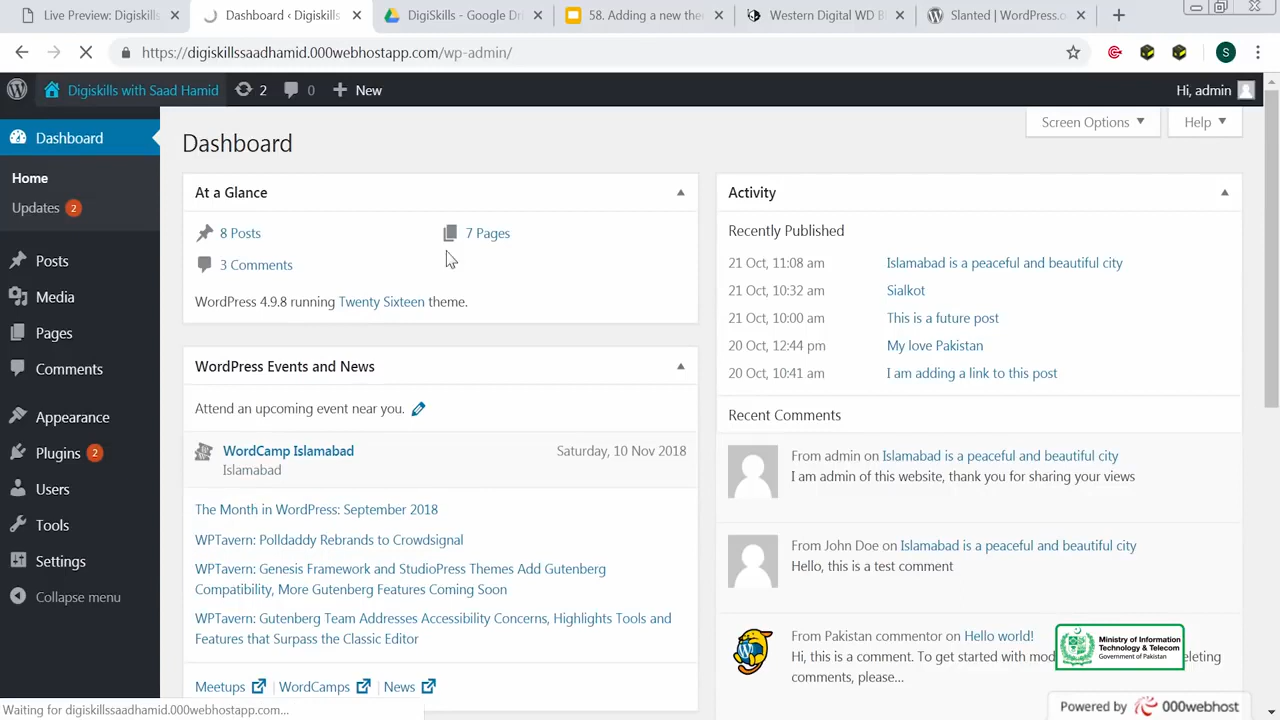 Live Preview: Digiskills
Dashboard ‹ Digiskills
DigiSkills - Google Dr
58. Adding a new the
Western Digital WD B
Slanted | WordPress.o
https://digiskillssaadhamid.000webhostapp.com/wp-admin/
S
Digiskills with Saad Hamid
2
0
New
Hi, admin
Dashboard
Home
Updates 2
Posts
Media
Pages
Comments
Appearance
Plugins 2
Users
Tools
Settings
Collapse menu
Dashboard
Screen Options
Help
At a Glance
8 Posts
7 Pages
3 Comments
WordPress 4.9.8 running Twenty Sixteen theme.
WordPress Events and News
Attend an upcoming event near you.
WordCamp Islamabad
Saturday, 10 Nov 2018
Islamabad
The Month in WordPress: September 2018
WPTavern: Polldaddy Rebrands to Crowdsignal
WPTavern: Genesis Framework and StudioPress Themes Add Gutenberg
Compatibility, More Gutenberg Features Coming Soon
WPTavern: Gutenberg Team Addresses Accessibility Concerns, Highlights Tools and
Features that Surpass the Classic Editor
Meetups
WordCamps
News
Activity
Recently Published
21 Oct, 11:08 am Islamabad is a peaceful and beautiful city
21 Oct, 10:32 am Sialkot
21 Oct, 10:00 am This is a future post
20 Oct, 12:44 pm My love Pakistan
20 Oct, 10:41 am I am adding a link to this post
Recent Comments
From admin on Islamabad is a peaceful and beautiful city
I am admin of this website, thank you for sharing your views
From John Doe on Islamabad is a peaceful and beautiful city
Hello, this is a test comment
From Pakistan commentor on Hello world!
Hi, this is a comment. To get started with mod
eleting
comments, please...
Ministry of Information
Technology & Telecom
Government of Pakistan
Powered by 000webhost
Waiting for digiskillssaadhamid.000webhostapp.com...